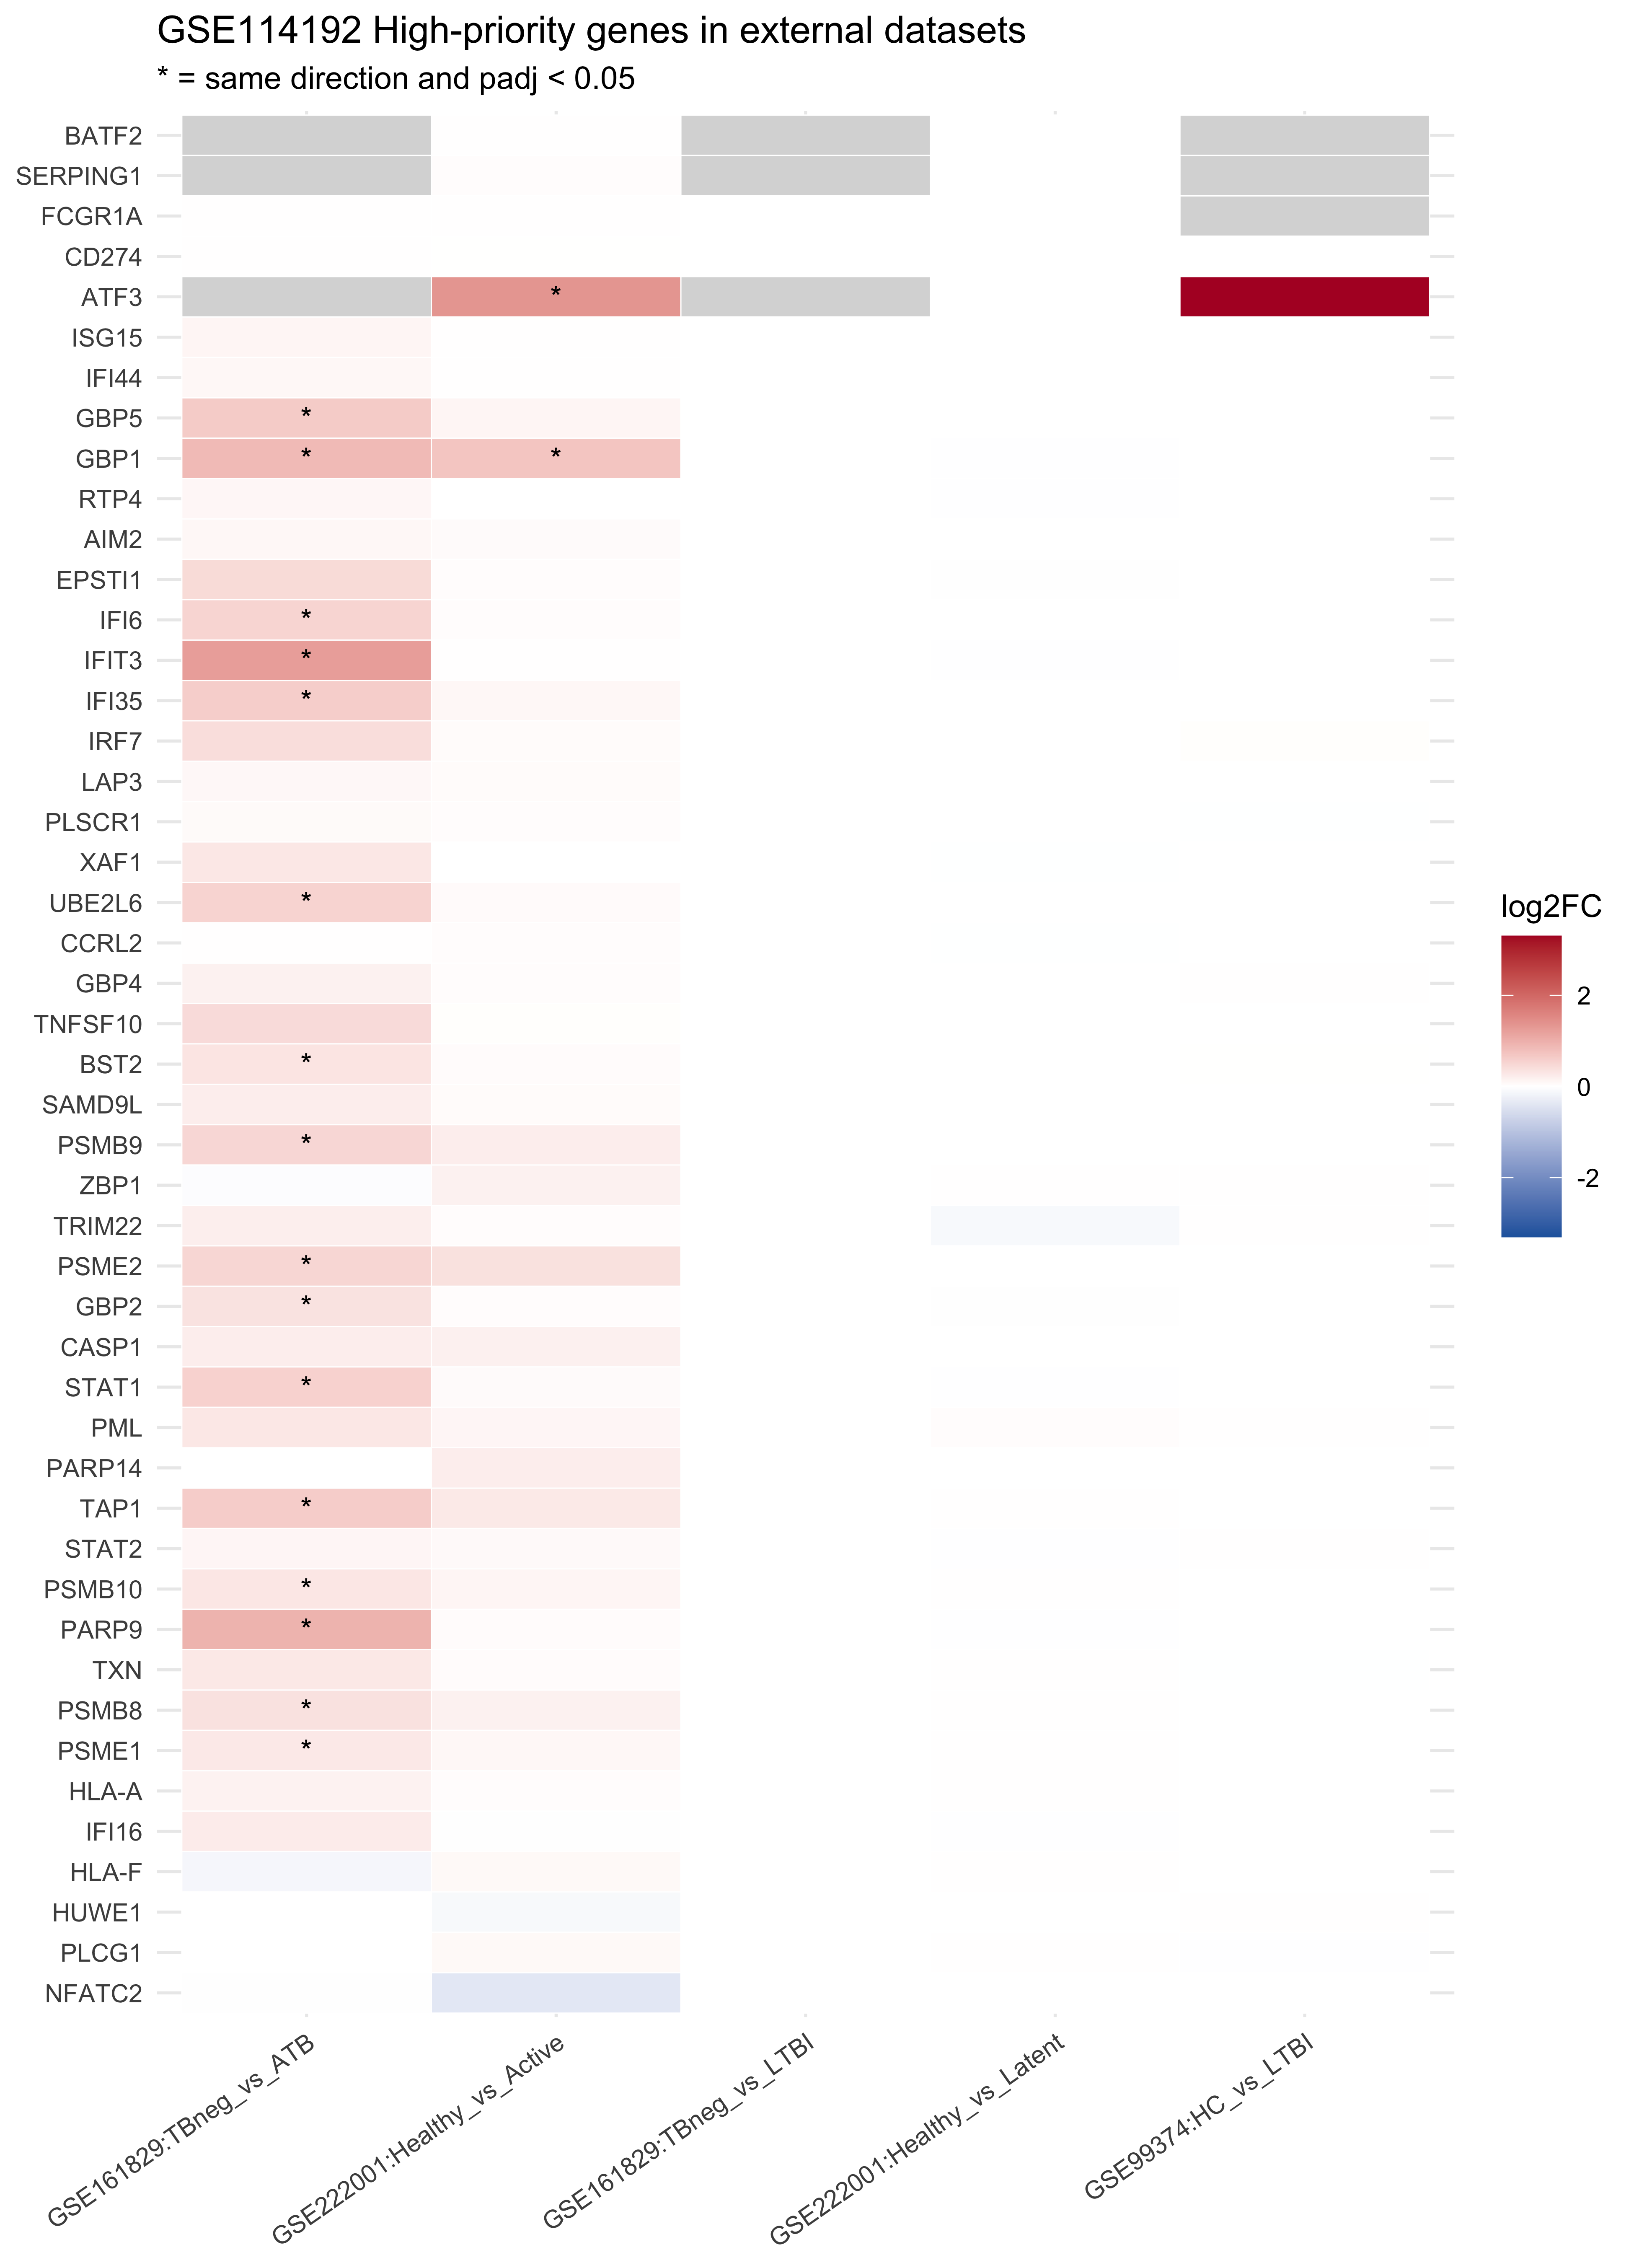 GSE114192 High-priority genes in external datasets
* = same direction and padj < 0.05
BATF2
SERPING1
FCGR1A
CD274
ATF3 *
ISG15
IFI44
GBP5 *
GBP1 * *
RTP4
AIM2
EPSTI1
IFI6 *
IFIT3 *
IFI35 *
IRF7
LAP3
PLSCR1
XAF1
UBE2L6 *
CCRL2
GBP4
TNFSF10
BST2 *
SAMD9L
PSMB9 *
ZBP1
TRIM22
PSME2 *
GBP2 *
CASP1
STAT1 *
PML
PARP14
TAP1 *
STAT2
PSMB10 *
PARP9 *
TXN
PSMB8 *
PSME1 *
HLA-A
IFI16
HLA-F
HUWE1
PLCG1
NFATC2
GSE161829:TBneg_vs_ATB
GSE222001:Healthy_vs_Active
GSE161829:TBneg_vs_LTBI
GSE222001:Healthy_vs_Latent
GSE99374:HC_vs_LTBI
log2FC
2
0
-2